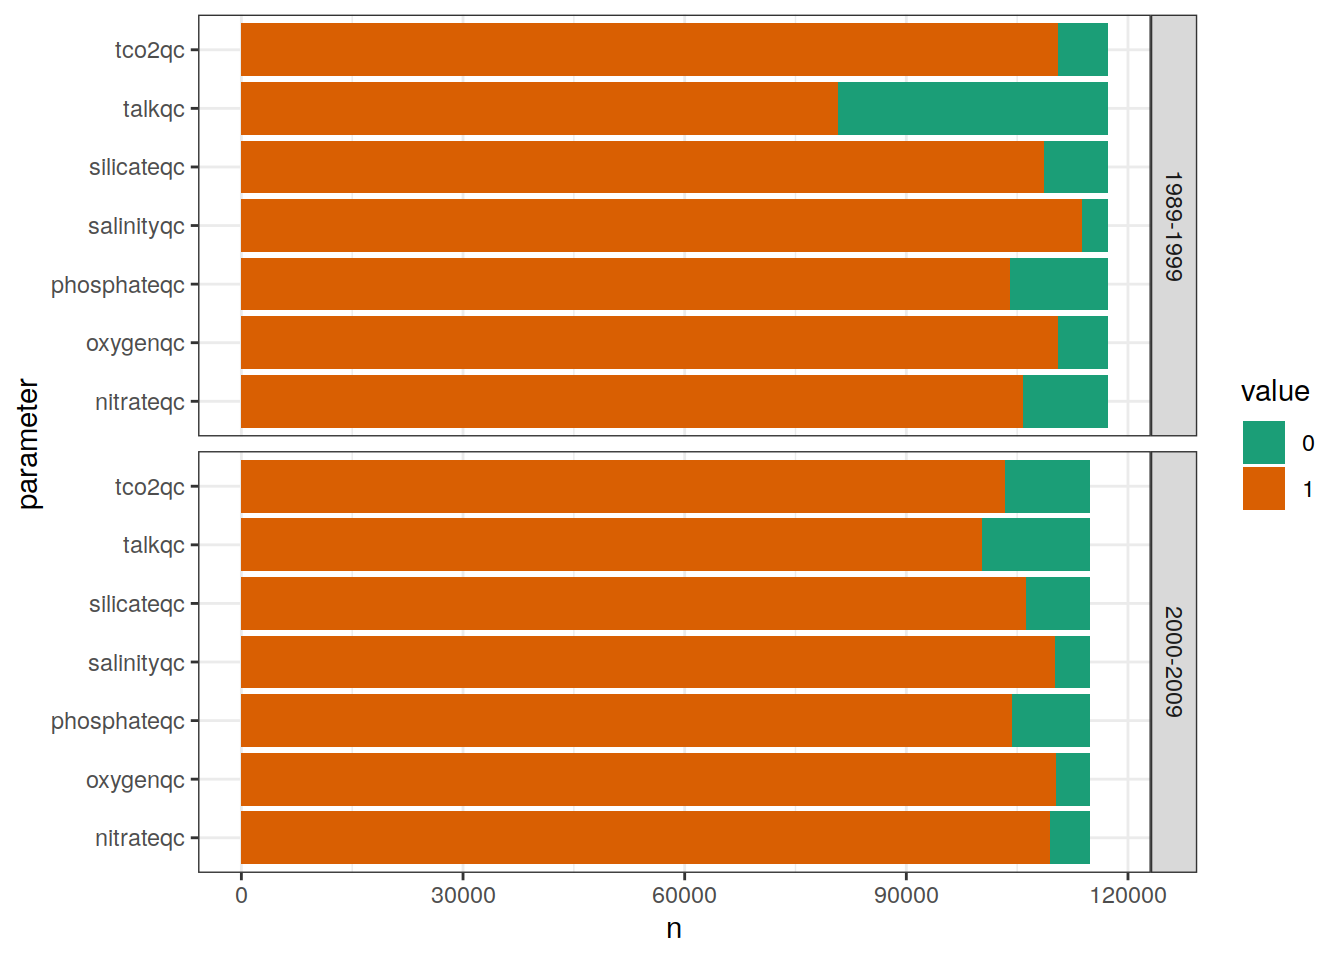 tco2qc
talkqc
silicateqc
salinityqc
phosphateqc
oxygenqc
nitrateqc
1989-1999
tco2qc
talkqc
silicateqc
salinityqc
phosphateqc
oxygenqc
nitrateqc
2000-2009
0 30000 60000 90000 120000
n
parameter
value
0
1